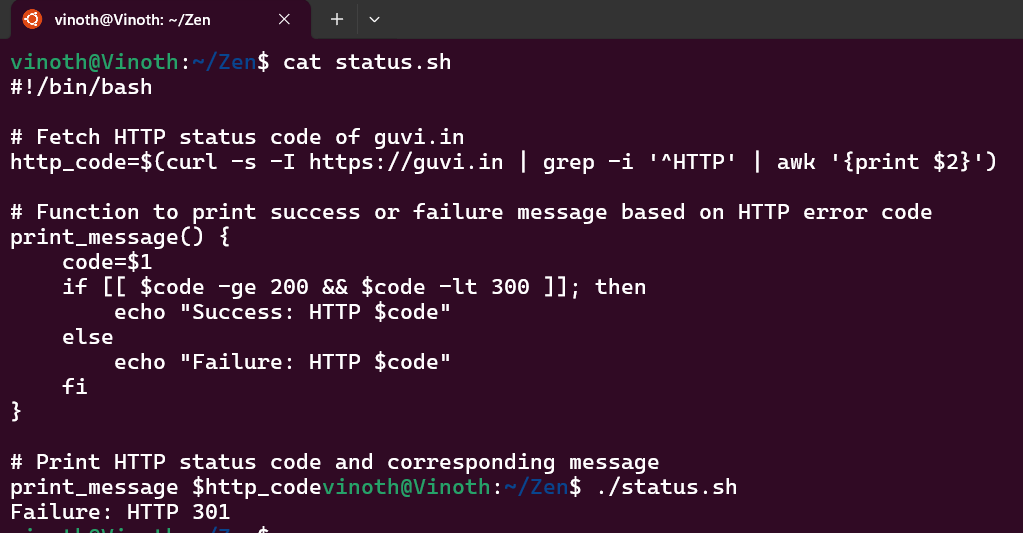 vinoth@Vinoth: ~/Zen
vinoth@Vinoth:~/Zen$ cat status.sh
#!/bin/bash
# Fetch HTTP status code of guvi.in
http_code=$(curl -s -I https://guvi.in | grep -i '^HTTP' | awk '{print $2}')
# Function to print success or failure message based on HTTP error code
print_message() {
    code=$1
    if [[ $code -ge 200 && $code -lt 300 ]]; then
        echo "Success: HTTP $code"
    else
        echo "Failure: HTTP $code"
    fi
}
# Print HTTP status code and corresponding message
print_message $http_codevinoth@Vinoth:~/Zen$ ./status.sh
Failure: HTTP 301